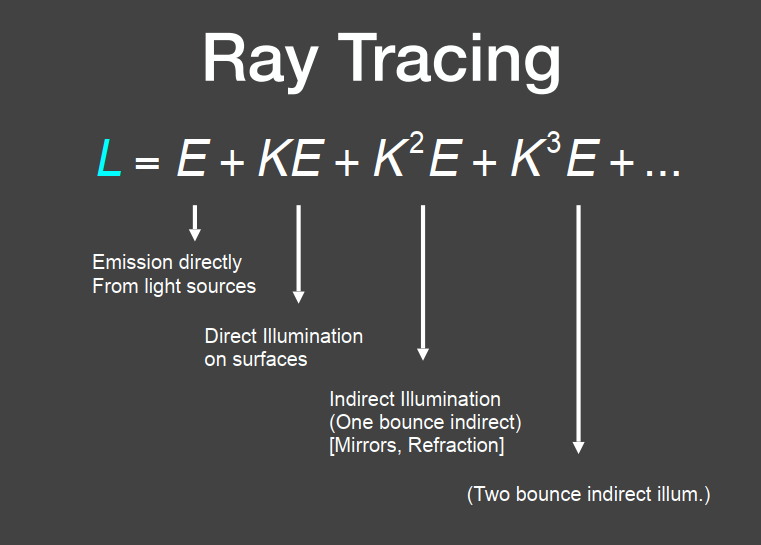 Ray Tracing
L = E + KE + K²E + K³E + ...
Emission directly
From light sources
Direct Illumination
on surfaces
Indirect Illumination
(One bounce indirect)
[Mirrors, Refraction]
(Two bounce indirect illum.)